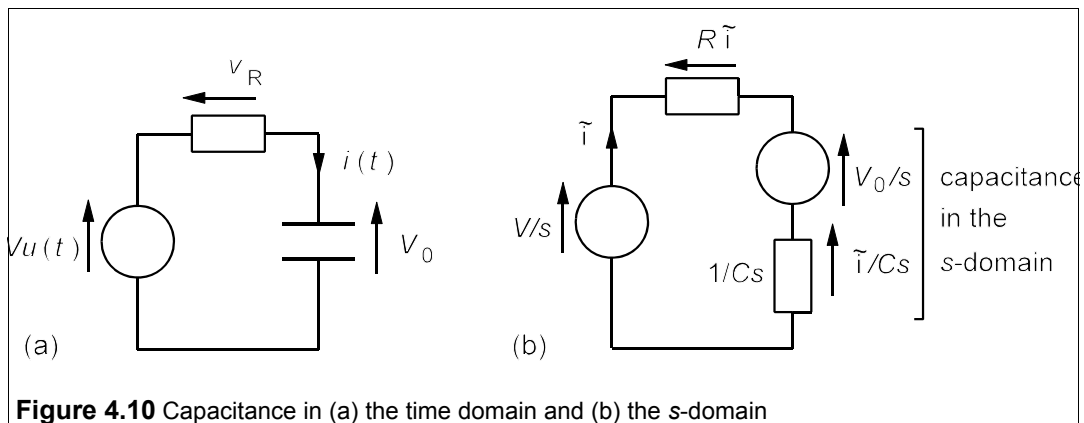 v_R
i(t)
Vu(t)
V_0
(a)
R ĩ
ĩ
V/s
V_0/s
1/Cs
ĩ/Cs
capacitance
in the
s-domain
(b)
Figure 4.10 Capacitance in (a) the time domain and (b) the s-domain